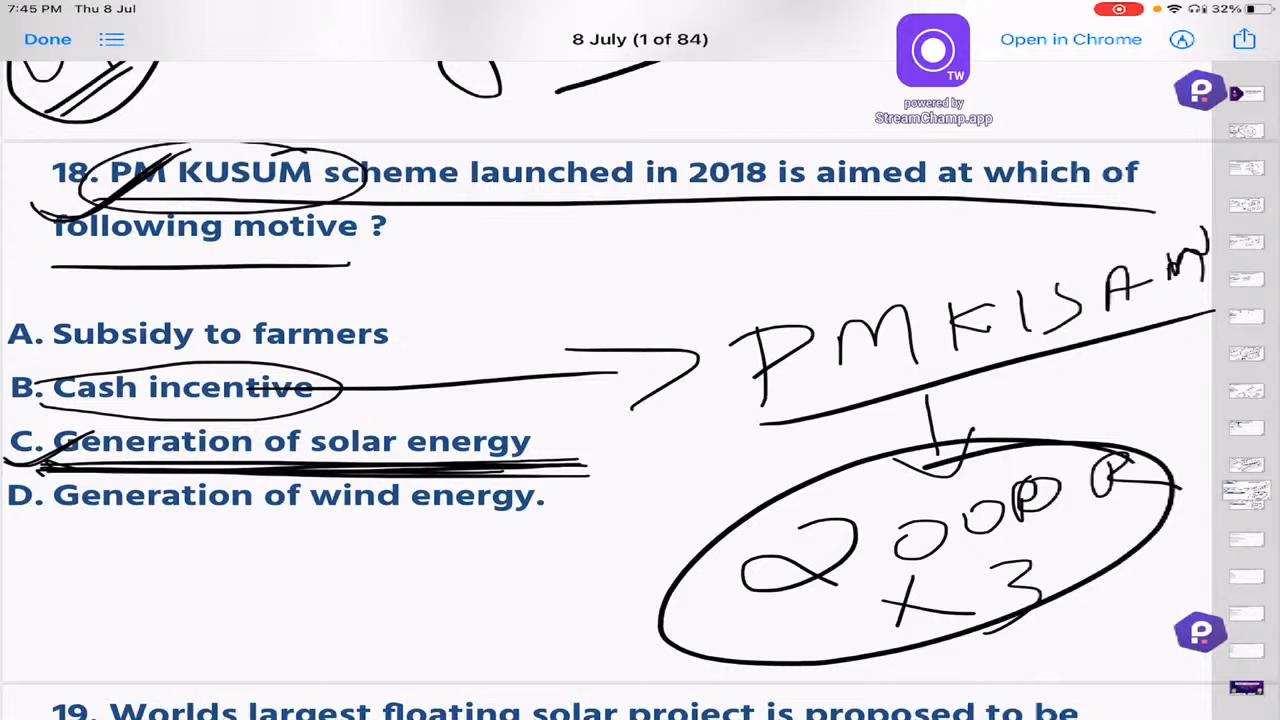 7:45 PM Thu 8 Jul
32%
Done
8 July (1 of 84)
Open in Chrome
TW
powered by
StreamChamp.app
18. PM KUSUM scheme launched in 2018 is aimed at which of
following motive ?
PM KISAN
A. Subsidy to farmers
B. Cash incentive
C. Generation of solar energy
D. Generation of wind energy.
2000
× 3
19. Worlds largest floating solar project is proposed to be